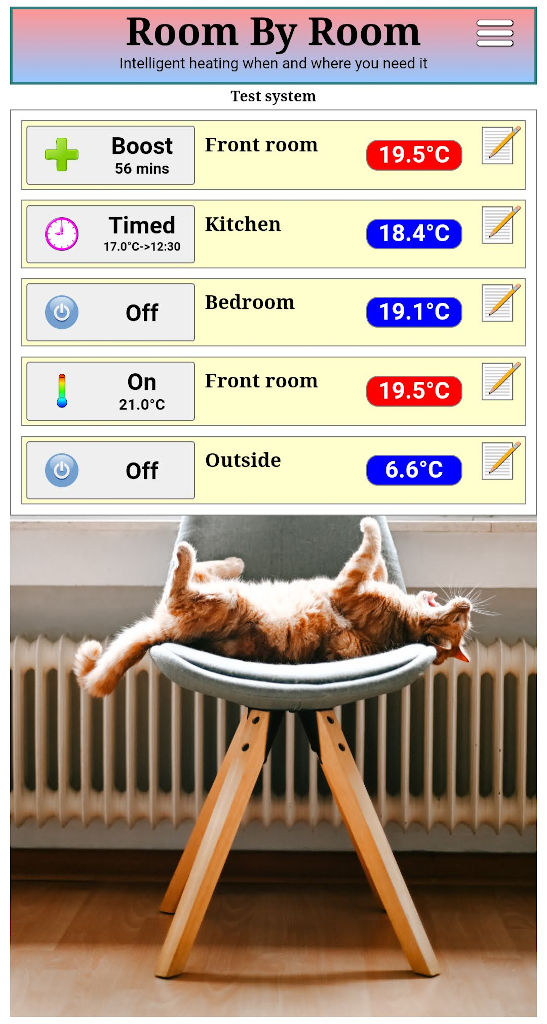 Room By Room
Intelligent heating when and where you need it
Test system
Boost
56 mins
Front room
19.5°C
Timed
17.0°C->12:30
Kitchen
18.4°C
Off
Bedroom
19.1°C
On
21.0°C
Front room
19.5°C
Off
Outside
6.6°C